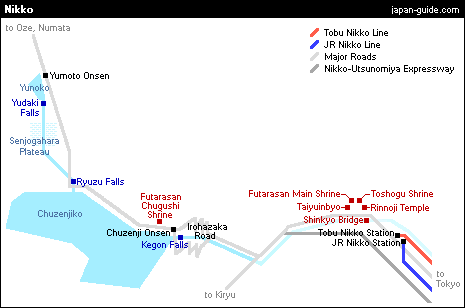 Nikko
japan-guide.com
to Oze, Numata
Tobu Nikko Line
JR Nikko Line
Major Roads
Nikko-Utsunomiya Expressway
Yumoto Onsen
Yunoko
Yudaki
Falls
Senjogahara
Plateau
Ryuzu Falls
Chuzenjiko
Futarasan
Chugushi
Shrine
Chuzenji Onsen
Kegon Falls
Irohazaka
Road
Futarasan Main Shrine
Toshogu Shrine
Taiyuinbyo
Rinnoji Temple
Shinkyo Bridge
Tobu Nikko Station
JR Nikko Station
to Kiryu
to
Tokyo